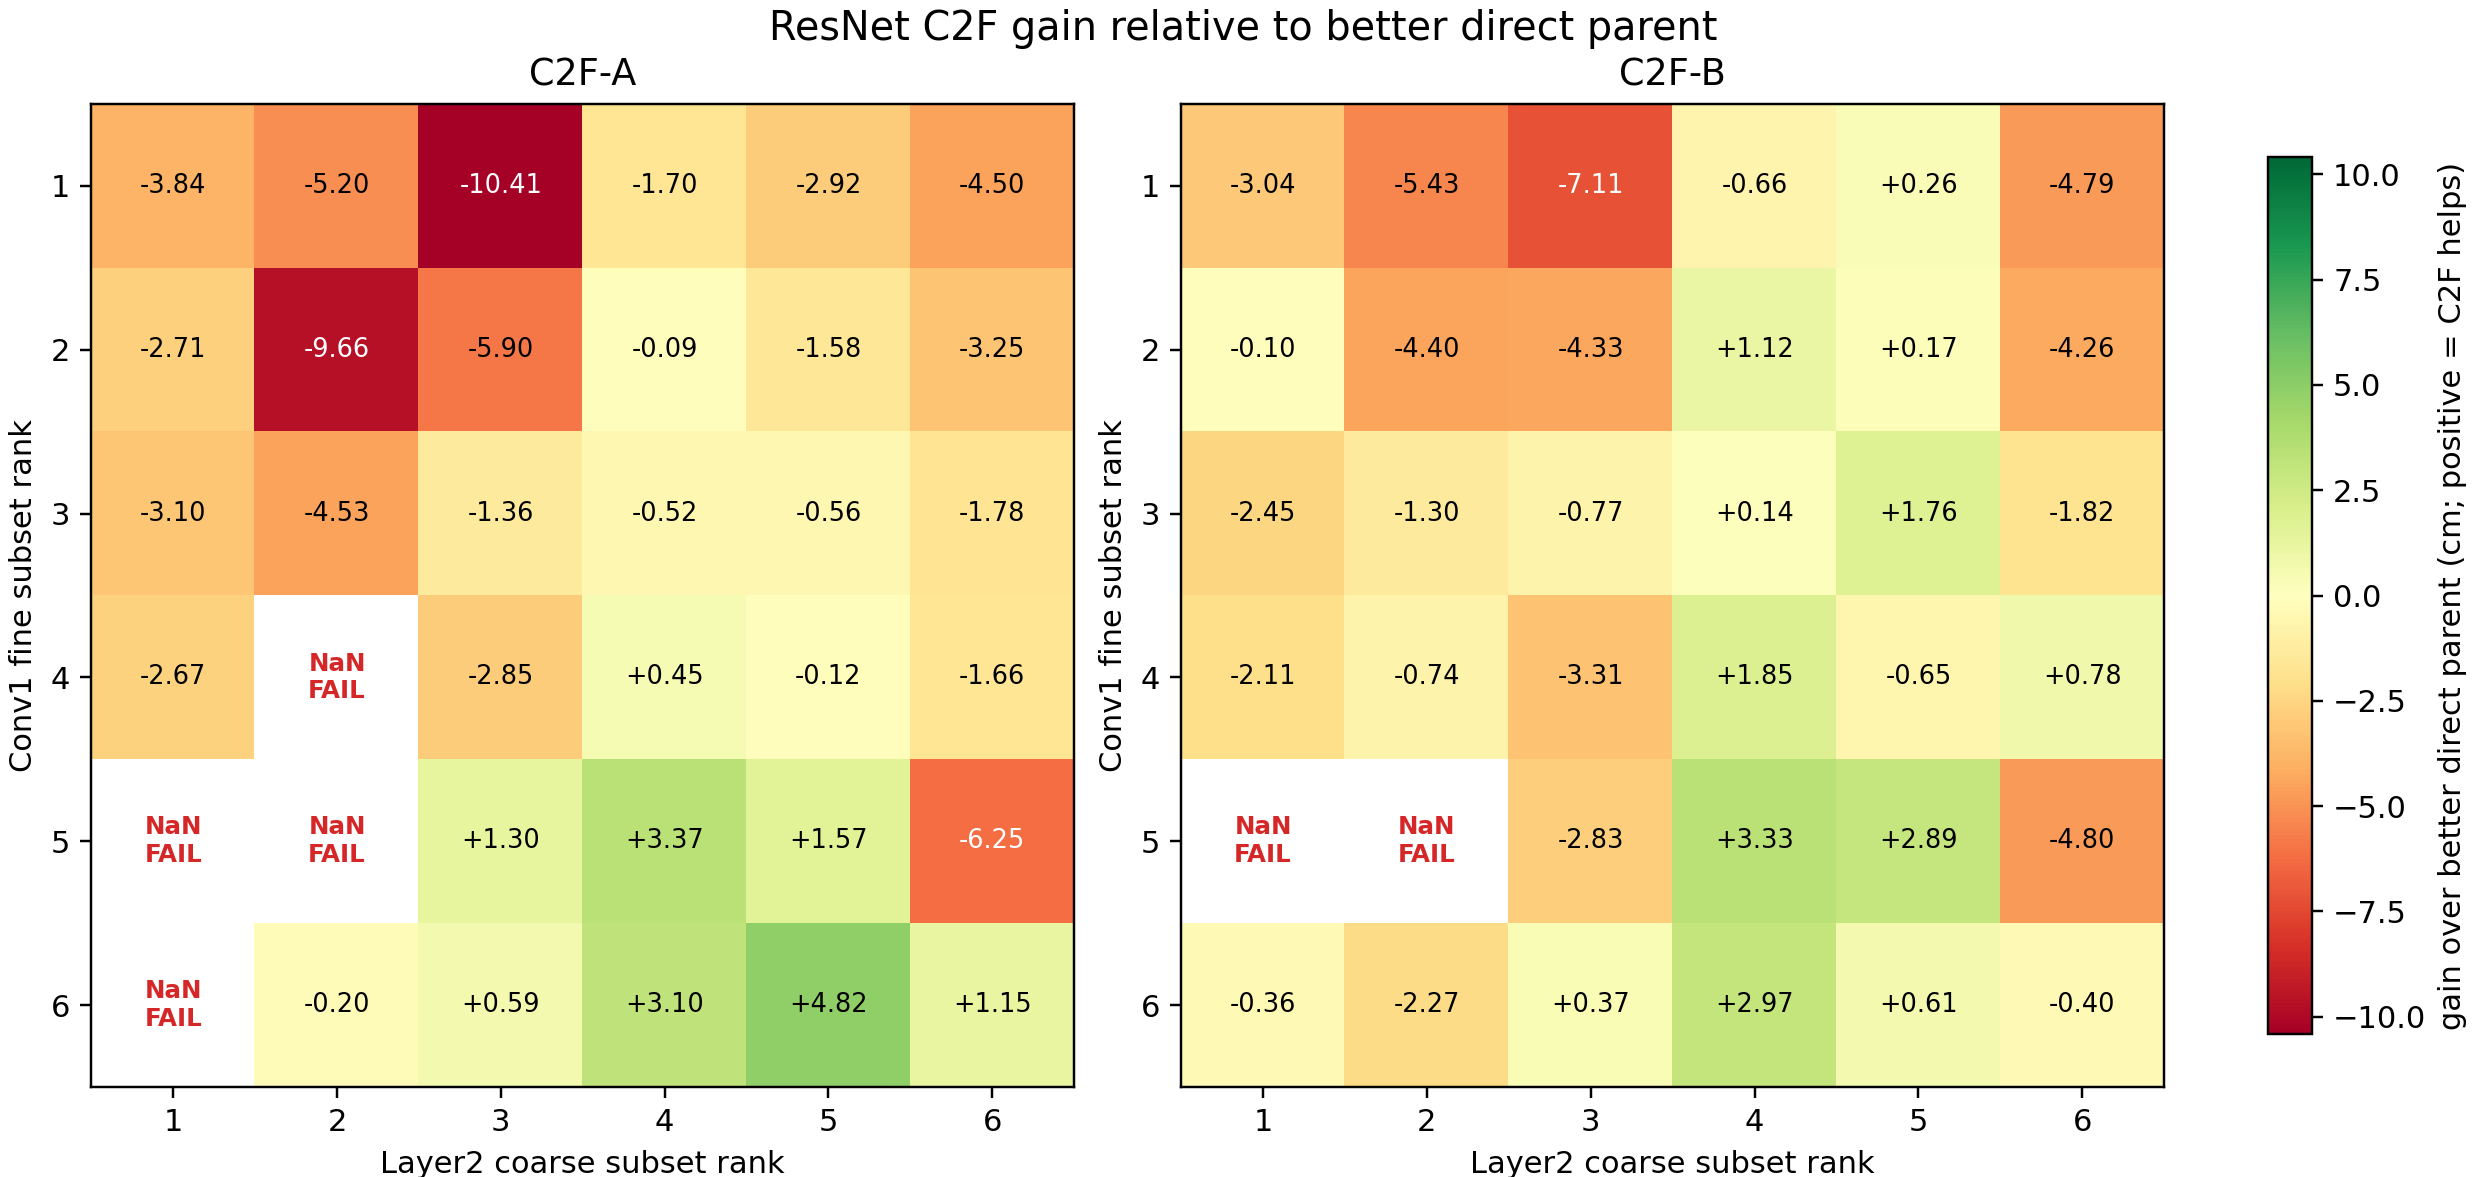 ResNet C2F gain relative to better direct parent
C2F-A
Conv1 fine subset rank
1 -3.84 -5.20 -10.41 -1.70 -2.92 -4.50
2 -2.71 -9.66 -5.90 -0.09 -1.58 -3.25
3 -3.10 -4.53 -1.36 -0.52 -0.56 -1.78
4 -2.67 NaN FAIL -2.85 +0.45 -0.12 -1.66
5 NaN FAIL NaN FAIL +1.30 +3.37 +1.57 -6.25
6 NaN FAIL -0.20 +0.59 +3.10 +4.82 +1.15
1 2 3 4 5 6
Layer2 coarse subset rank
C2F-B
Conv1 fine subset rank
1 -3.04 -5.43 -7.11 -0.66 +0.26 -4.79
2 -0.10 -4.40 -4.33 +1.12 +0.17 -4.26
3 -2.45 -1.30 -0.77 +0.14 +1.76 -1.82
4 -2.11 -0.74 -3.31 +1.85 -0.65 +0.78
5 NaN FAIL NaN FAIL -2.83 +3.33 +2.89 -4.80
6 -0.36 -2.27 +0.37 +2.97 +0.61 -0.40
1 2 3 4 5 6
Layer2 coarse subset rank
10.0
7.5
5.0
2.5
0.0
−2.5
−5.0
−7.5
−10.0
gain over better direct parent (cm; positive = C2F helps)